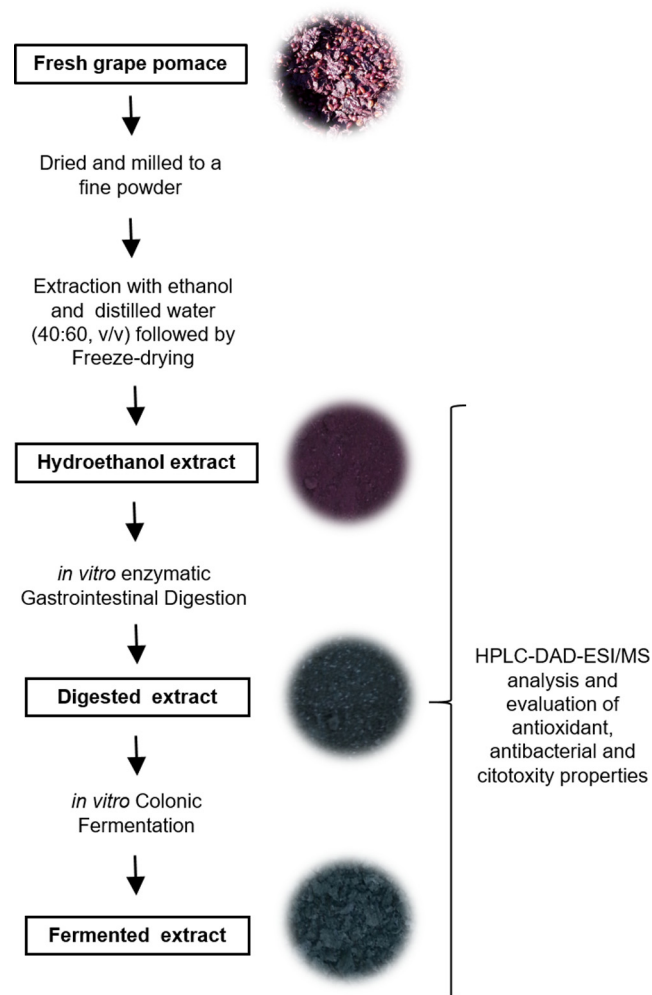 Fresh grape pomace
Dried and milled to a
fine powder
Extraction with ethanol
and distilled water
(40:60, v/v) followed by
Freeze-drying
Hydroethanol extract
in vitro enzymatic
Gastrointestinal Digestion
Digested extract
in vitro Colonic
Fermentation
Fermented extract
HPLC-DAD-ESI/MS
analysis and
evaluation of
antioxidant,
antibacterial and
citotoxity properties